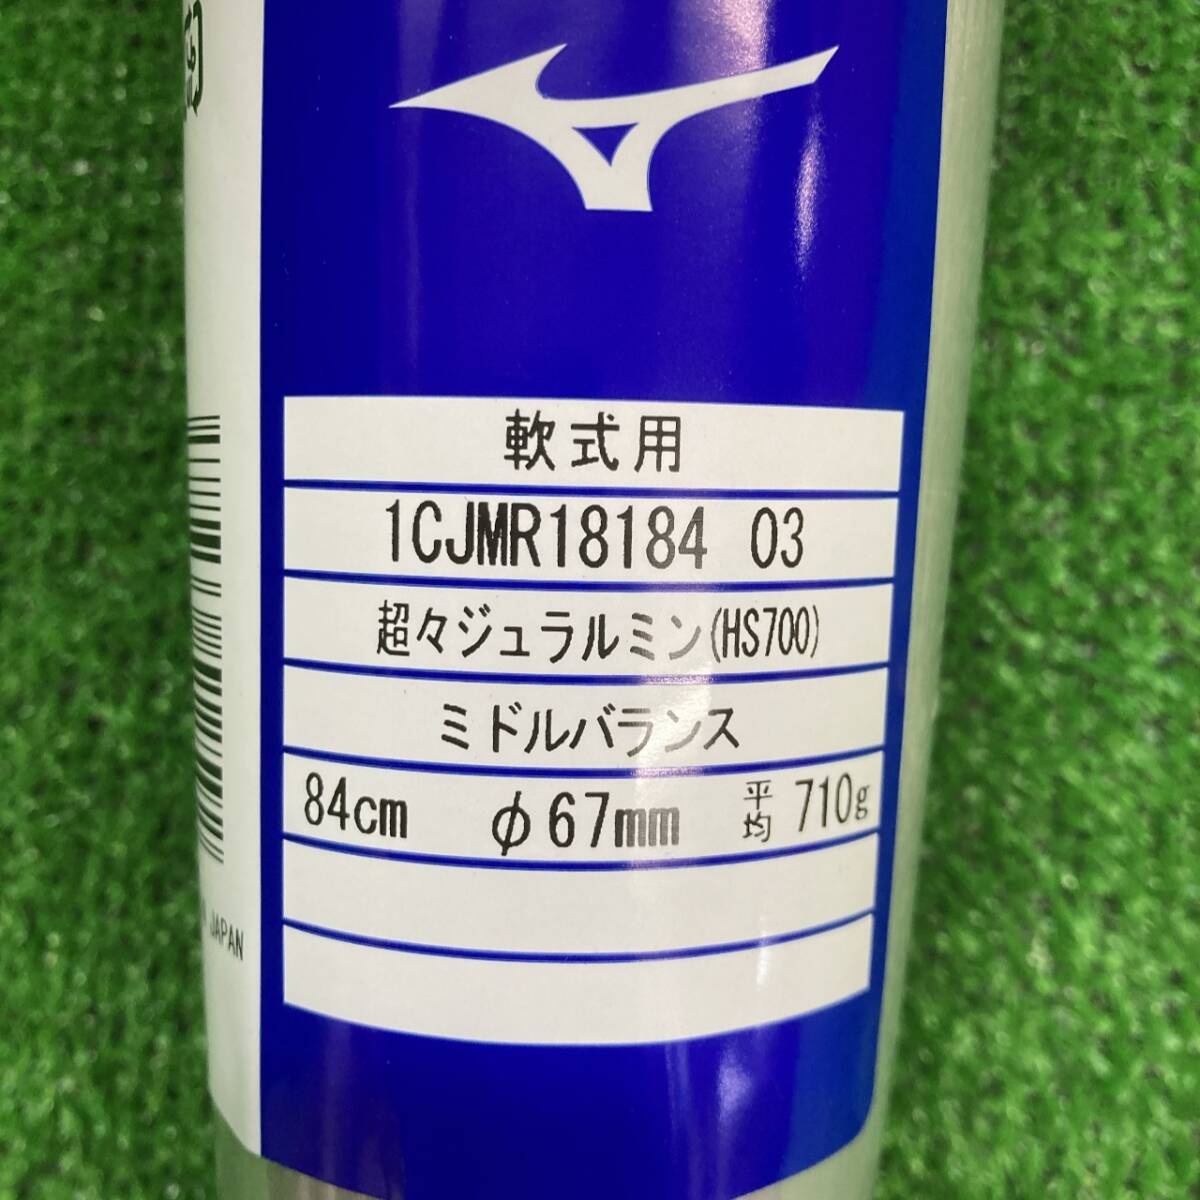 軟式用
1CJMR18184 03
超々ジュラルミン(HS700)
ミドルバランス
84cm φ67mm 平均 710g
JAPAN